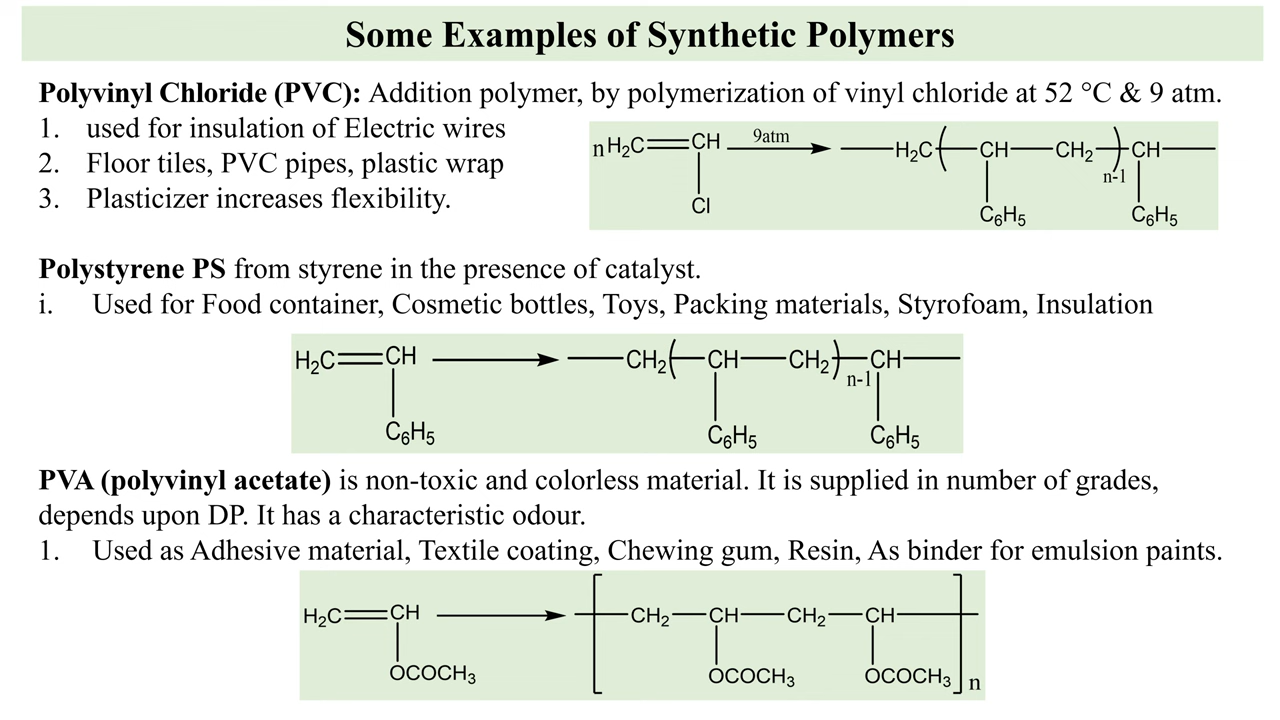 Some Examples of Synthetic Polymers
Polyvinyl Chloride (PVC): Addition polymer, by polymerization of vinyl chloride at 52 °C & 9 atm.
1. used for insulation of Electric wires
2. Floor tiles, PVC pipes, plastic wrap
3. Plasticizer increases flexibility.
nH₂C=CH 9atm H₂C(CH—CH₂)CH
n-1
Cl C₆H₅ C₆H₅
Polystyrene PS from styrene in the presence of catalyst.
i. Used for Food container, Cosmetic bottles, Toys, Packing materials, Styrofoam, Insulation
H₂C=CH CH₂(CH—CH₂)CH
n-1
C₆H₅ C₆H₅ C₆H₅
PVA (polyvinyl acetate) is non-toxic and colorless material. It is supplied in number of grades,
depends upon DP. It has a characteristic odour.
1. Used as Adhesive material, Textile coating, Chewing gum, Resin, As binder for emulsion paints.
H₂C=CH [CH₂—CH—CH₂—CH]
OCOCH₃ OCOCH₃ OCOCH₃ n